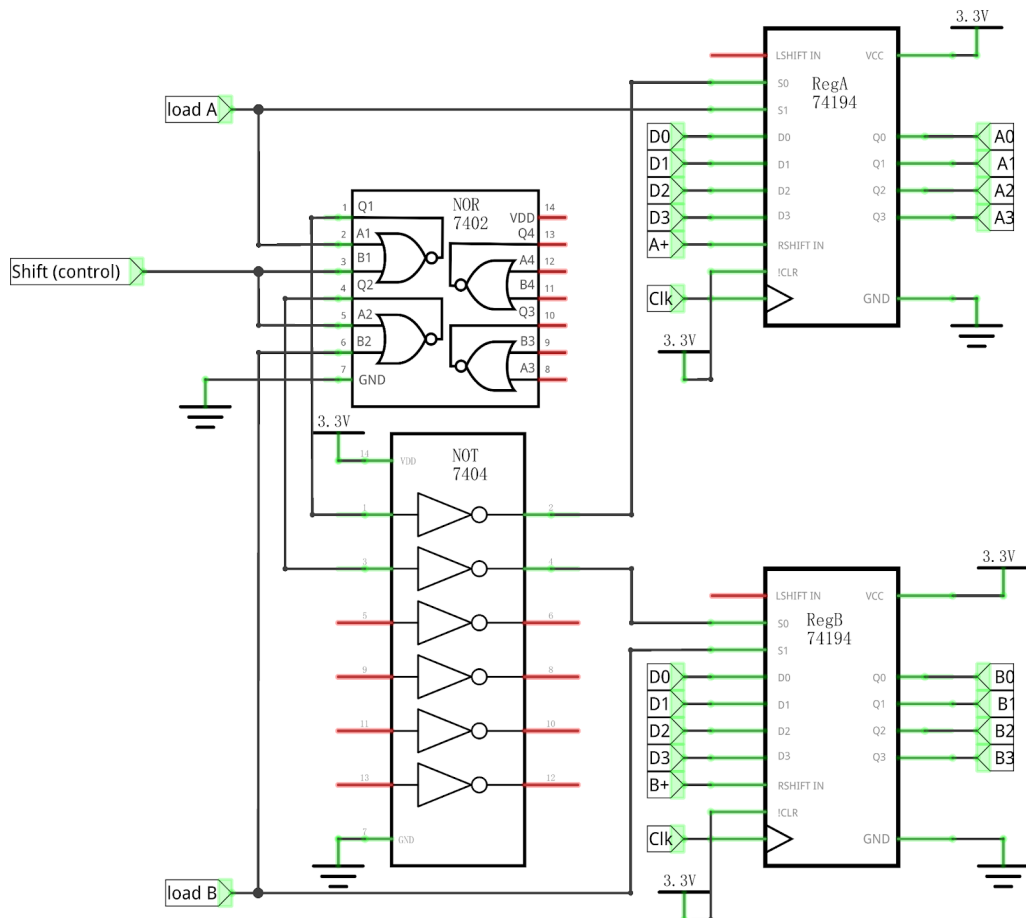 3.3V
LSHIFT IN
VCC
RegA
74194
S0
load A
S1
D0
D0
Q0
A0
D1
D1
Q1
A1
D2
D2
Q2
A2
D3
D3
Q3
A3
A+
RSHIFT IN
!CLR
Clk
GND
3.3V
NOR
7402
1
Q1
14
VDD
2
A1
Q4
13
Shift (control)
3
B1
A4
12
4
Q2
B4
11
5
A2
Q3
10
6
B2
B3
9
7
GND
A3
8
3.3V
NOT
7404
14
VDD
1
2
3
4
5
6
9
8
11
10
13
12
7
GND
3.3V
LSHIFT IN
VCC
RegB
74194
S0
S1
D0
D0
Q0
B0
D1
D1
Q1
B1
D2
D2
Q2
B2
D3
D3
Q3
B3
B+
RSHIFT IN
!CLR
Clk
GND
3.3V
load B